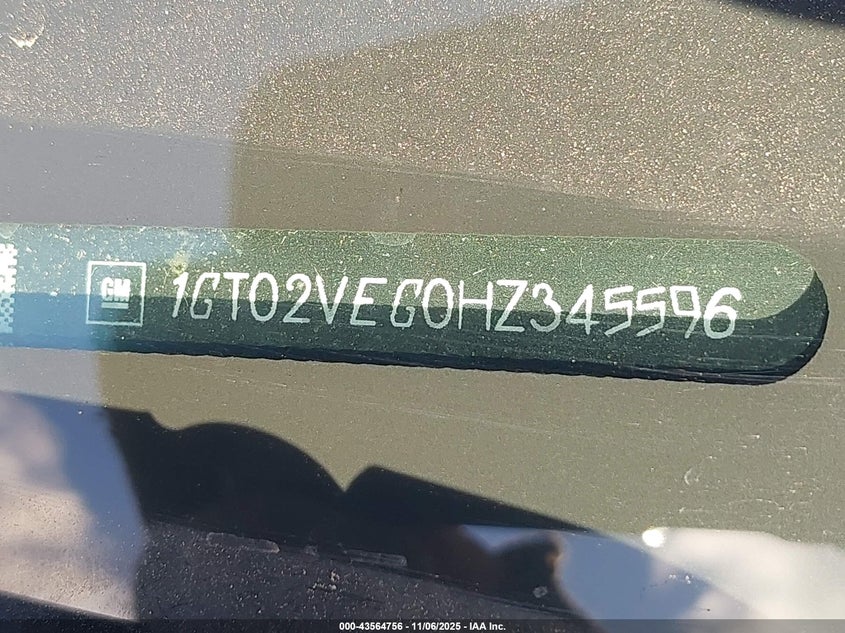 GM 1GT02VEG0HZ345596
000-43564756 - 11/06/2025 - IAA Inc.